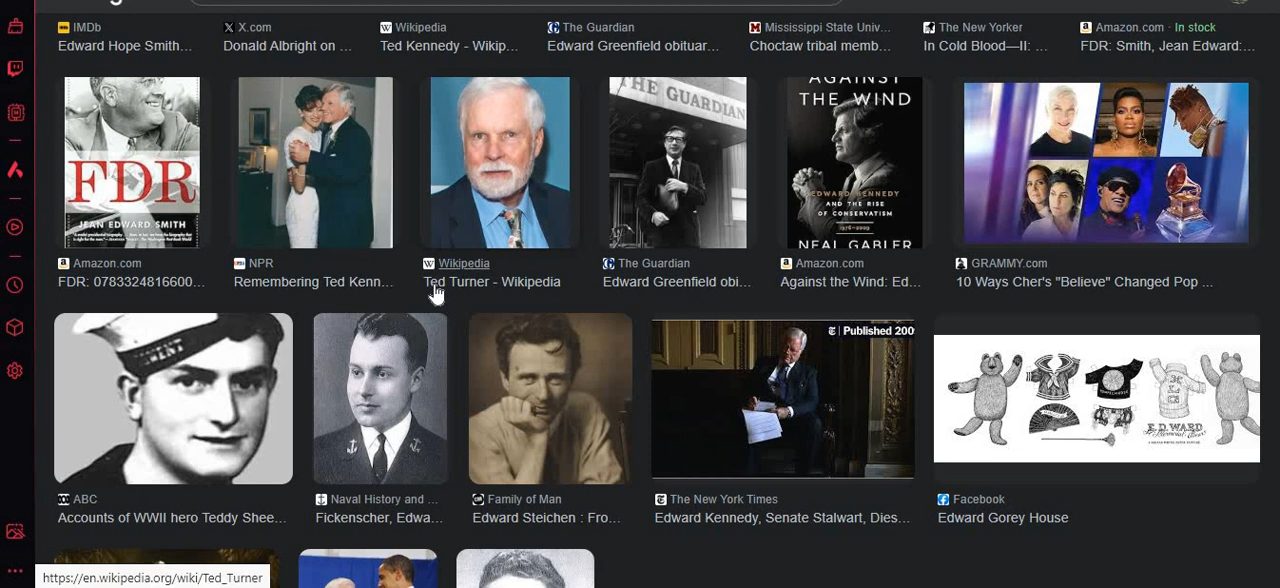 IMDb
X.com
Wikipedia
The Guardian
Mississippi State Univ...
The New Yorker
Amazon.com · In stock
Edward Hope Smith...
Donald Albright on ...
Ted Kennedy - Wikip...
Edward Greenfield obituar...
Choctaw tribal memb...
In Cold Blood—II: ...
FDR: Smith, Jean Edward:...
FDR
JEAN EDWARD SMITH
THE GUARDIAN
AGAINST
THE WIND
EDWARD KENNEDY
AND THE RISE
OF CONSERVATISM
1976–2009
NEAL GABLER
Amazon.com
NPR
Wikipedia
The Guardian
Amazon.com
GRAMMY.com
FDR: 0783324816600...
Remembering Ted Kenn...
Ted Turner - Wikipedia
Edward Greenfield obi...
Against the Wind: Ed...
10 Ways Cher's "Believe" Changed Pop ...
Published 200
E.D.WARD
ABC
Naval History and ...
Family of Man
The New York Times
Facebook
Accounts of WWII hero Teddy Shee...
Fickenscher, Edwa...
Edward Steichen : Fro...
Edward Kennedy, Senate Stalwart, Dies...
Edward Gorey House
https://en.wikipedia.org/wiki/Ted_Turner